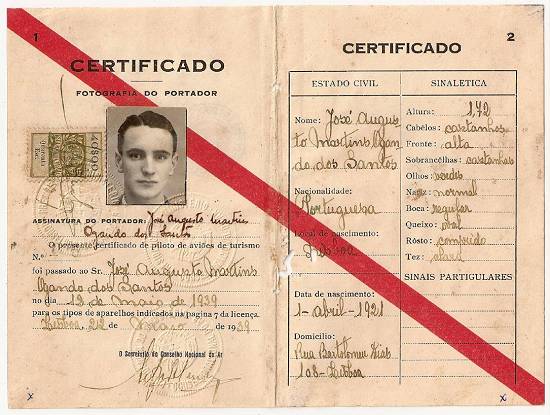 1
CERTIFICADO
FOTOGRAFIA DO PORTADOR
ASSINATURA DO PORTADOR: José Augusto Martins
Ogando dos Santos
O presente certificado de piloto de aviões de turismo
N.º
foi passado ao Sr. José Augusto Martins
Ogando dos Santos
no dia 12 de Maio de 1939
para os tipos de aparelhos indicados na pagina 7 da licença.
Lisboa, 22 de Maio de 1939
O Secretário do Conselho Nacional do Ar
x
2
CERTIFICADO
ESTADO CIVIL
Nome: José Augus-
to Martins Ogan
do dos Santos
Nacionalidade:
Portuguesa
Local de nascimento:
Lisboa
Data de nascimento:
1-abril-1921
Domicílio:
Rua Bartolomeu Dias
108-Lisboa
SINALETICA
Altura: 1,72
Cabêlos: castanhos
Fronte: alta
Sobrancêlhas: castanhas
Olhos: verdes
Nariz: normal
Boca: regular
Queixo: oval
Rôsto: comprido
Tez: clara
SINAIS PARTICULARES
x